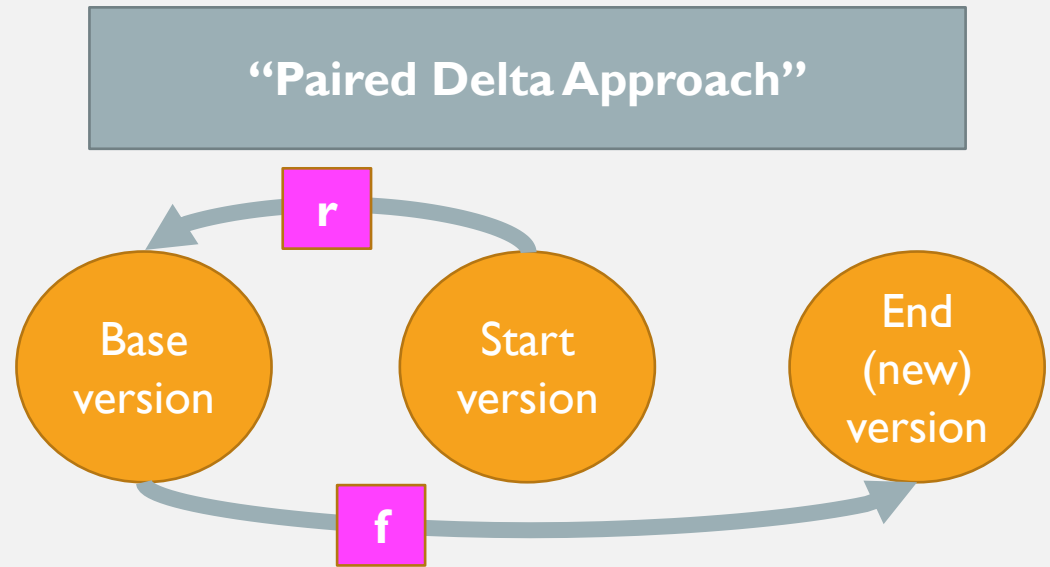 “Paired Delta Approach”
r
Base
version
Start
version
End
(new)
version
f